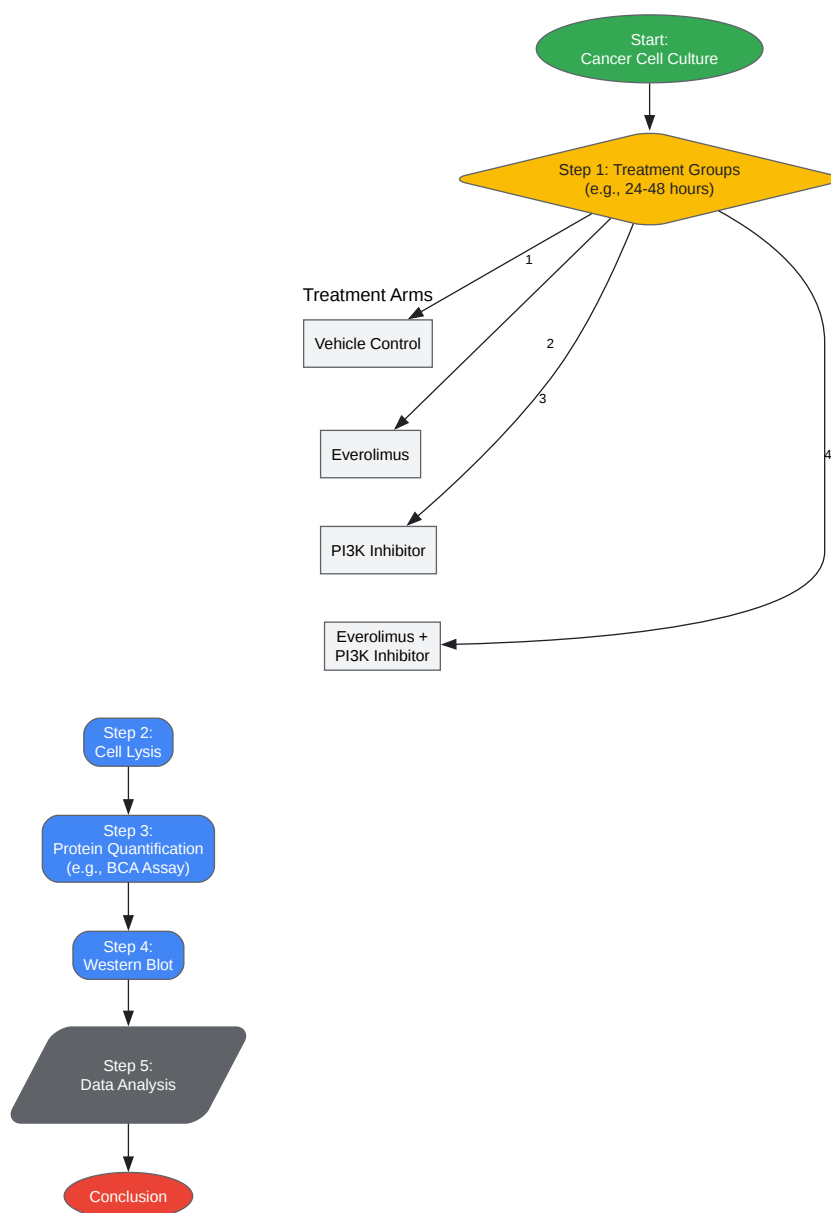 Start:
Cancer Cell Culture
Step 1: Treatment Groups
(e.g., 24-48 hours)
1
Treatment Arms
Vehicle Control
2
3
Everolimus
4
PI3K Inhibitor
Everolimus +
PI3K Inhibitor
Step 2:
Cell Lysis
Step 3:
Protein Quantification
(e.g., BCA Assay)
Step 4:
Western Blot
Step 5:
Data Analysis
Conclusion